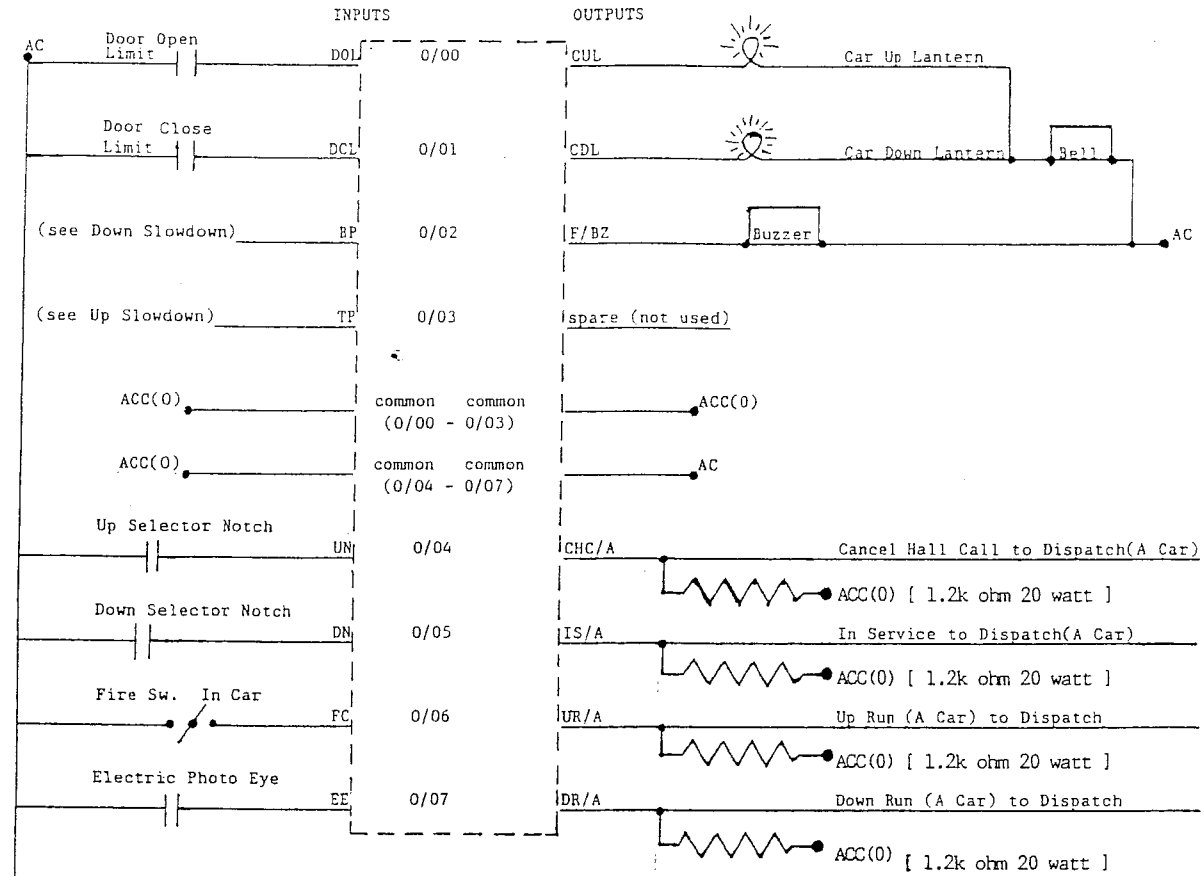 INPUTS OUTPUTS
AC Door Open Limit DOL 0/00 CUL Car Up Lantern
Door Close Limit DCL 0/01 CDL Car Down Lantern Bell
(see Down Slowdown) BP 0/02 F/BZ Buzzer AC
(see Up Slowdown) TP 0/03 spare (not used)
ACC(0) common common ACC(0)
(0/00 - 0/03)
ACC(0) common common AC
(0/04 - 0/07)
Up Selector Notch UN 0/04 CHC/A Cancel Hall Call to Dispatch(A Car)
ACC(0) [ 1.2k ohm 20 watt ]
Down Selector Notch DN 0/05 IS/A In Service to Dispatch(A Car)
ACC(0) [ 1.2k ohm 20 watt ]
Fire Sw. In Car FC 0/06 UR/A Up Run (A Car) to Dispatch
ACC(0) [ 1.2k ohm 20 watt ]
Electric Photo Eye EE 0/07 DR/A Down Run (A Car) to Dispatch
ACC(0) [ 1.2k ohm 20 watt ]